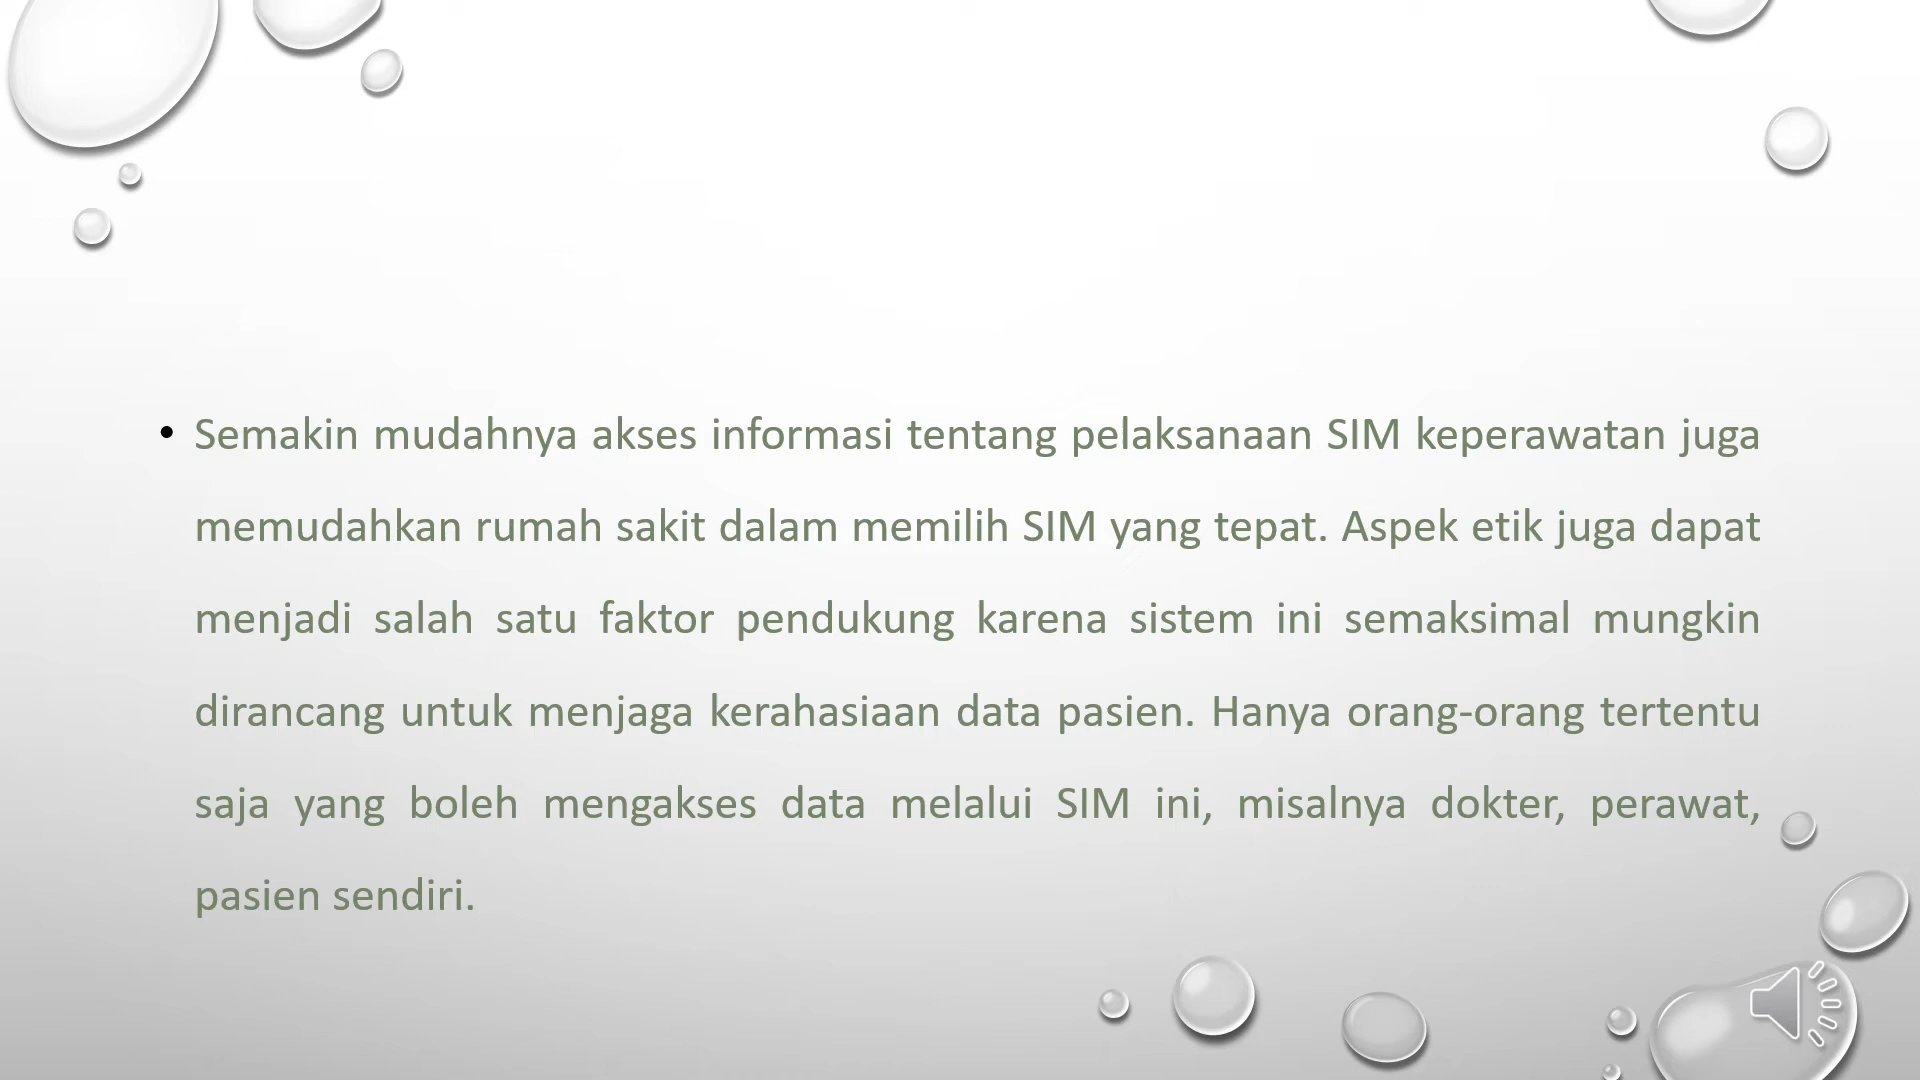 • Semakin mudahnya akses informasi tentang pelaksanaan SIM keperawatan juga
memudahkan rumah sakit dalam memilih SIM yang tepat. Aspek etik juga dapat
menjadi salah satu faktor pendukung karena sistem ini semaksimal mungkin
dirancang untuk menjaga kerahasiaan data pasien. Hanya orang-orang tertentu
saja yang boleh mengakses data melalui SIM ini, misalnya dokter, perawat,
pasien sendiri.